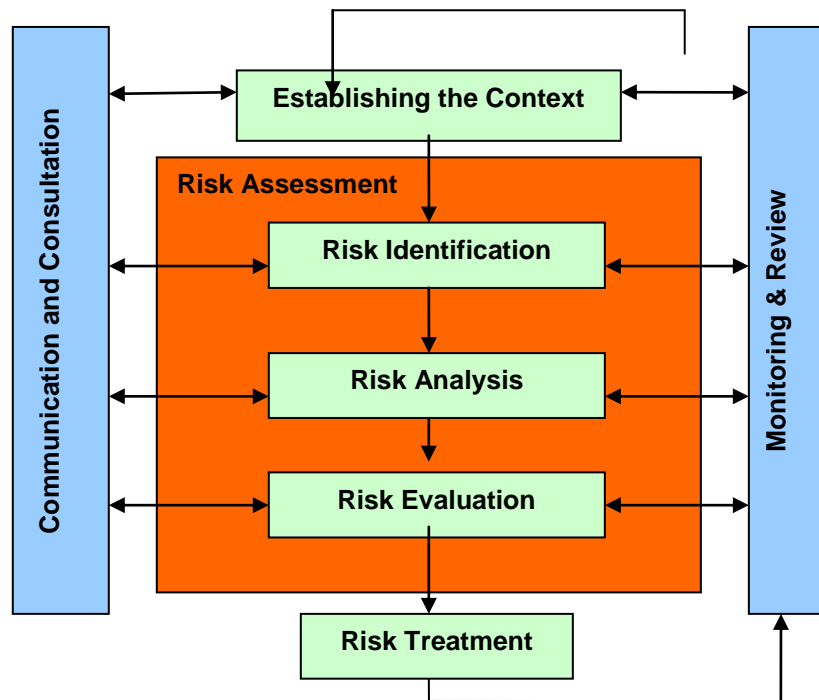 Communication and Consultation
Establishing the Context
Risk Assessment
Risk Identification
Risk Analysis
Risk Evaluation
Risk Treatment
Monitoring & Review